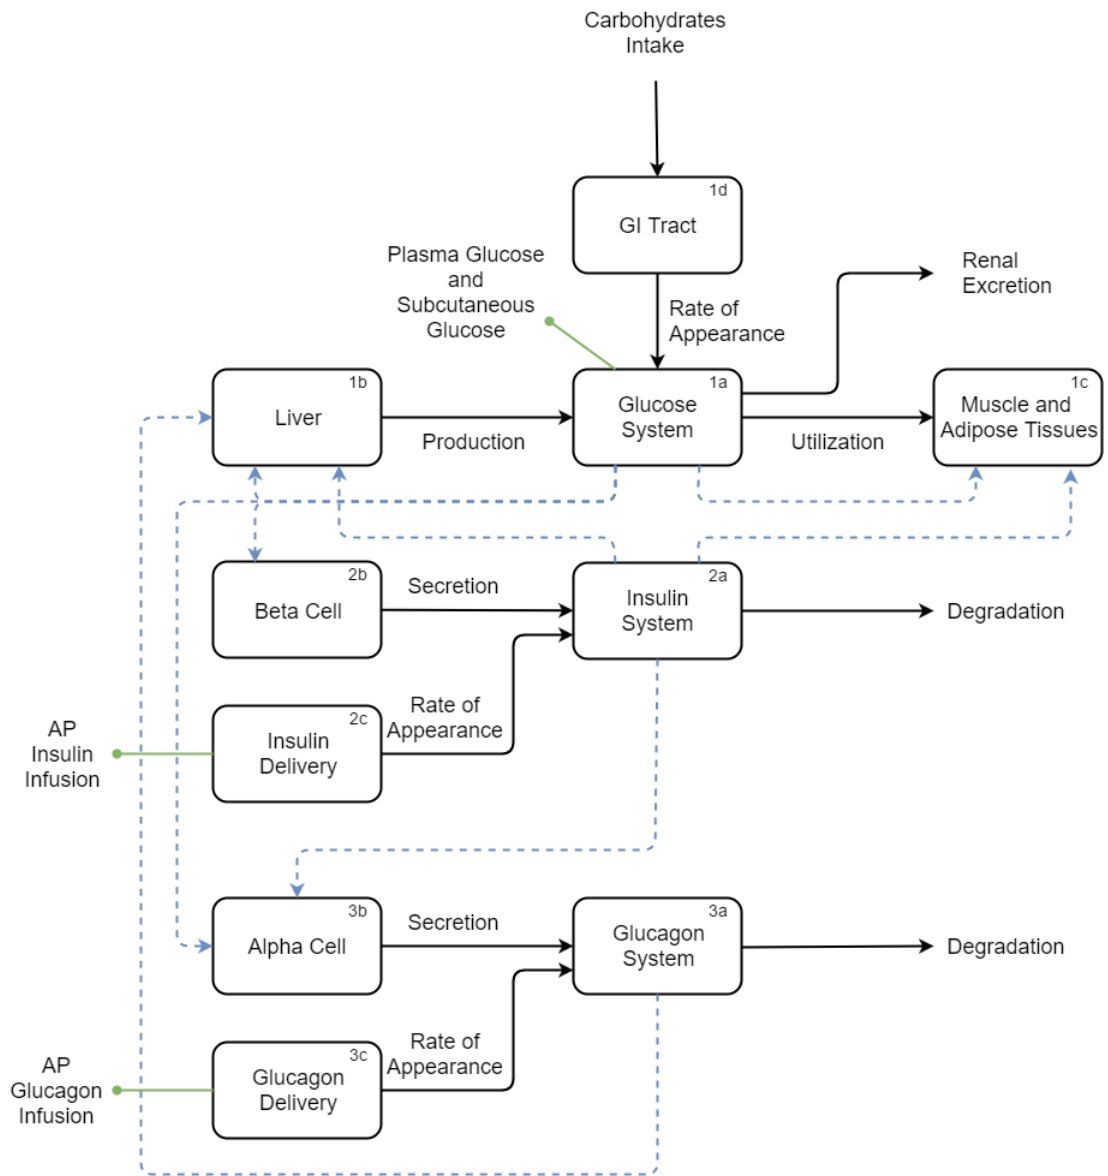 Carbohydrates
Intake
1d
GI Tract
Plasma Glucose
and
Subcutaneous
Glucose
Renal
Excretion
Rate of
Appearance
1b
Liver
Production
1a
Glucose
System
Utilization
1c
Muscle and
Adipose Tissues
2b
Beta Cell
Secretion
2a
Insulin
System
Degradation
AP
Insulin
Infusion
2c
Insulin
Delivery
Rate of
Appearance
3b
Alpha Cell
Secretion
3a
Glucagon
System
Degradation
AP
Glucagon
Infusion
3c
Glucagon
Delivery
Rate of
Appearance